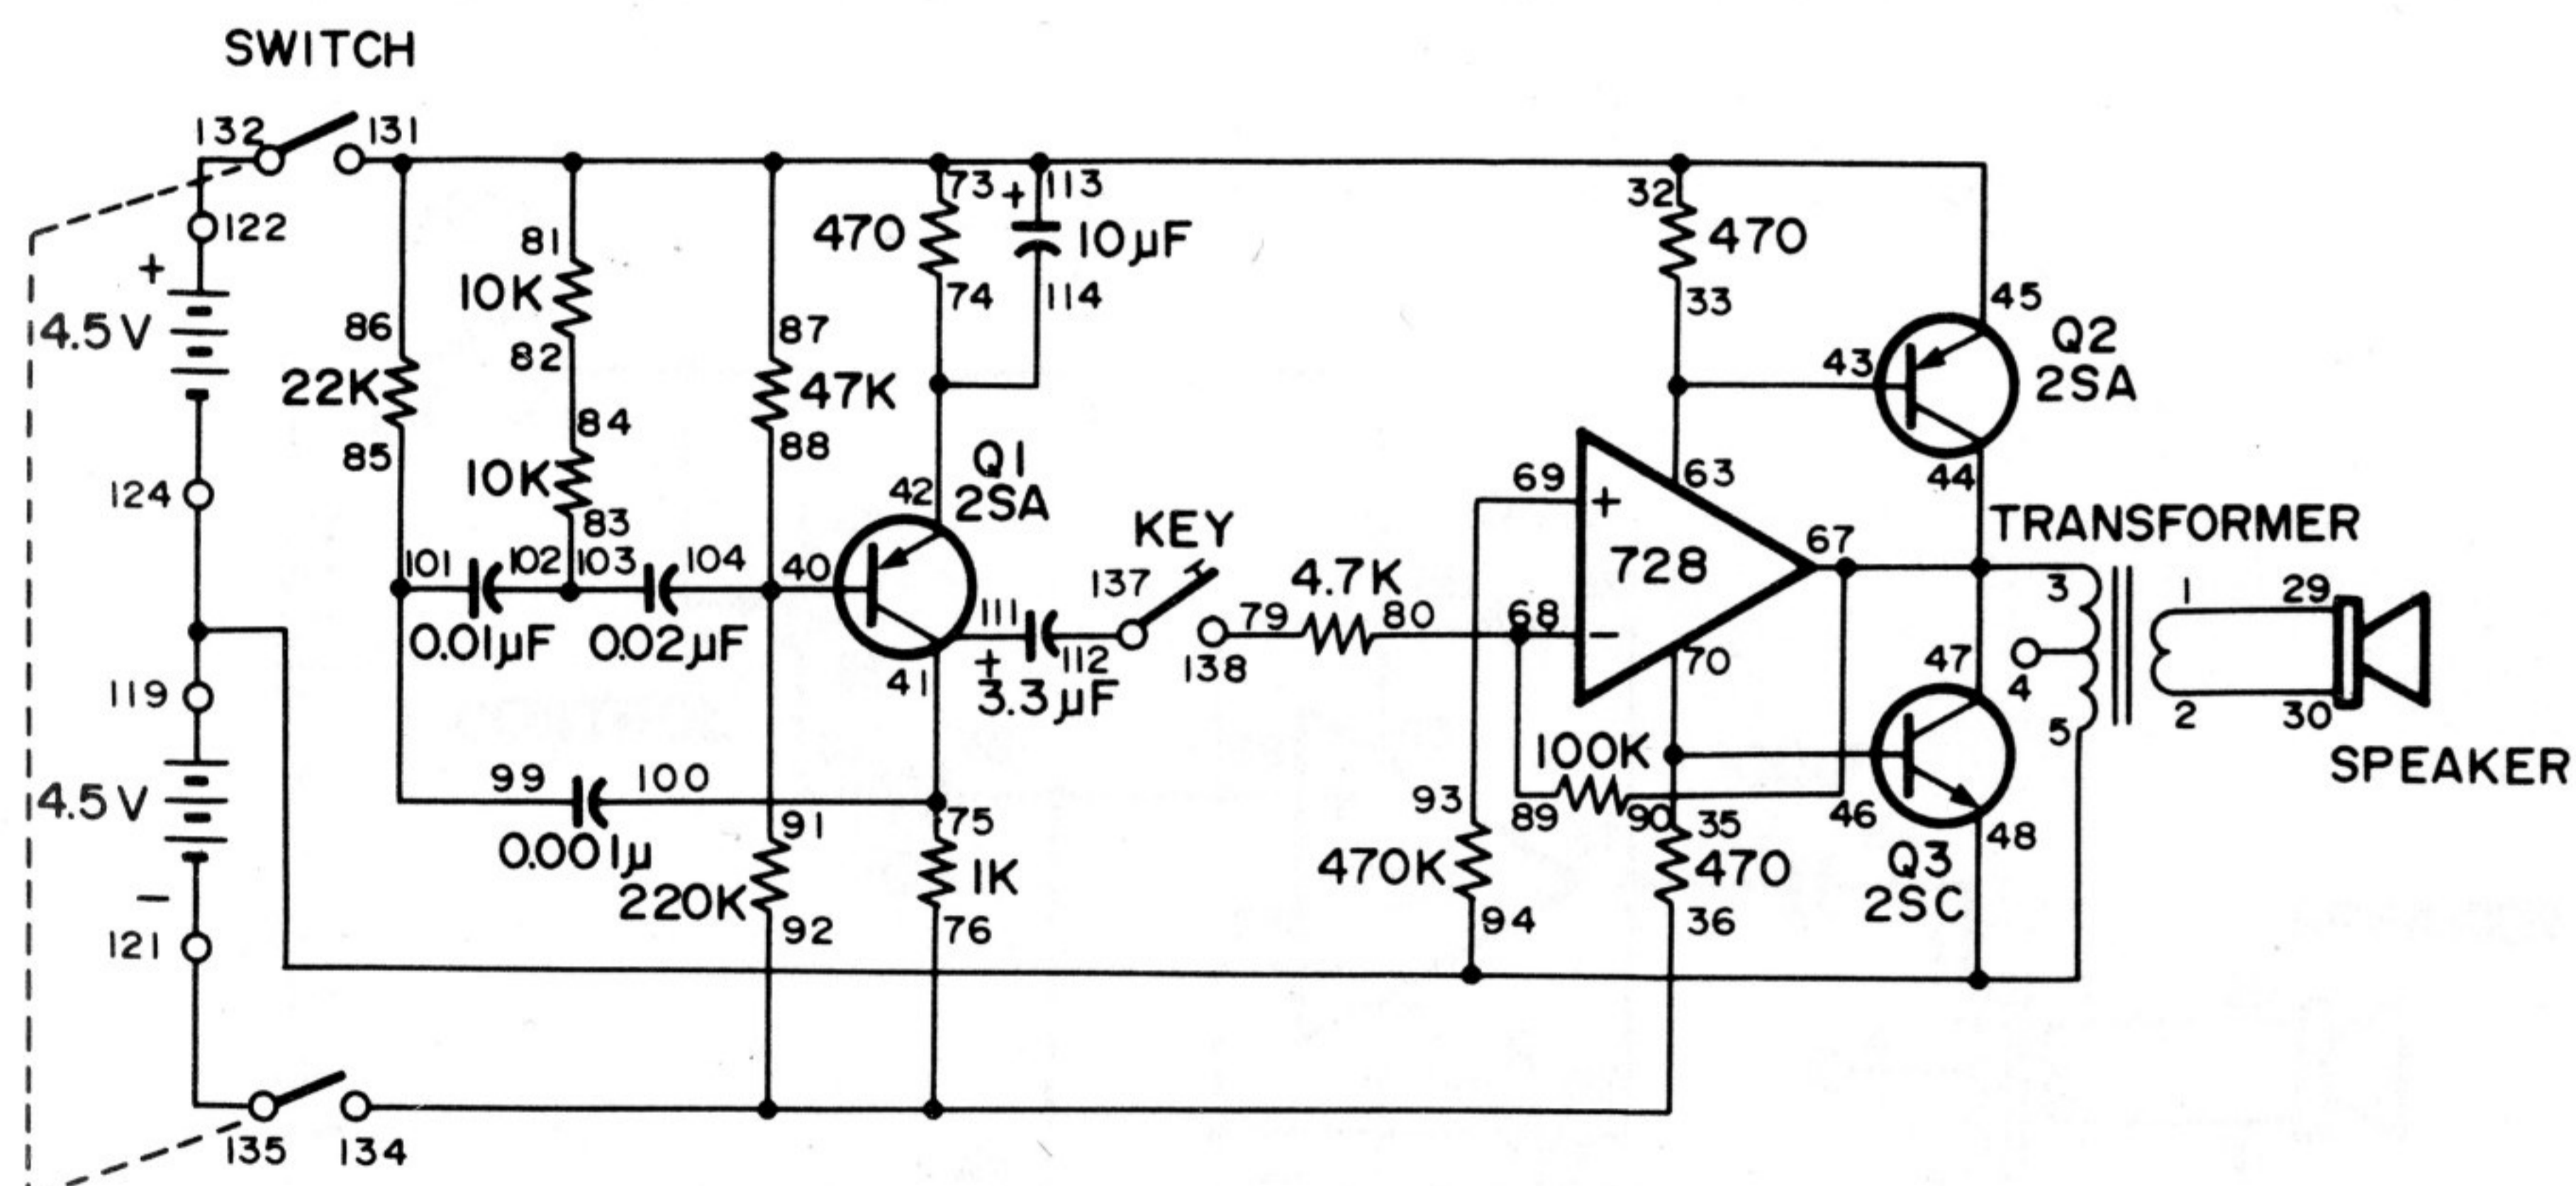 SWITCH
132
131
122
+
4.5V
124
119
4.5V
−
121
135
134
86
22K
85
81
10K
82
84
10K
83
87
47K
88
73
470
74
+
113
10µF
114
101
102
103
104
0.01µF
0.02µF
40
42
Q1
2SA
41
111
+
112
3.3µF
KEY
137
138
79
4.7K
80
99
100
0.001µ
91
220K
92
75
1K
76
32
470
33
63
69
+
728
67
68
−
70
100K
89
90
93
470K
94
35
470
36
43
45
Q2
2SA
44
47
46
48
Q3
2SC
TRANSFORMER
3
4
5
1
2
29
30
SPEAKER